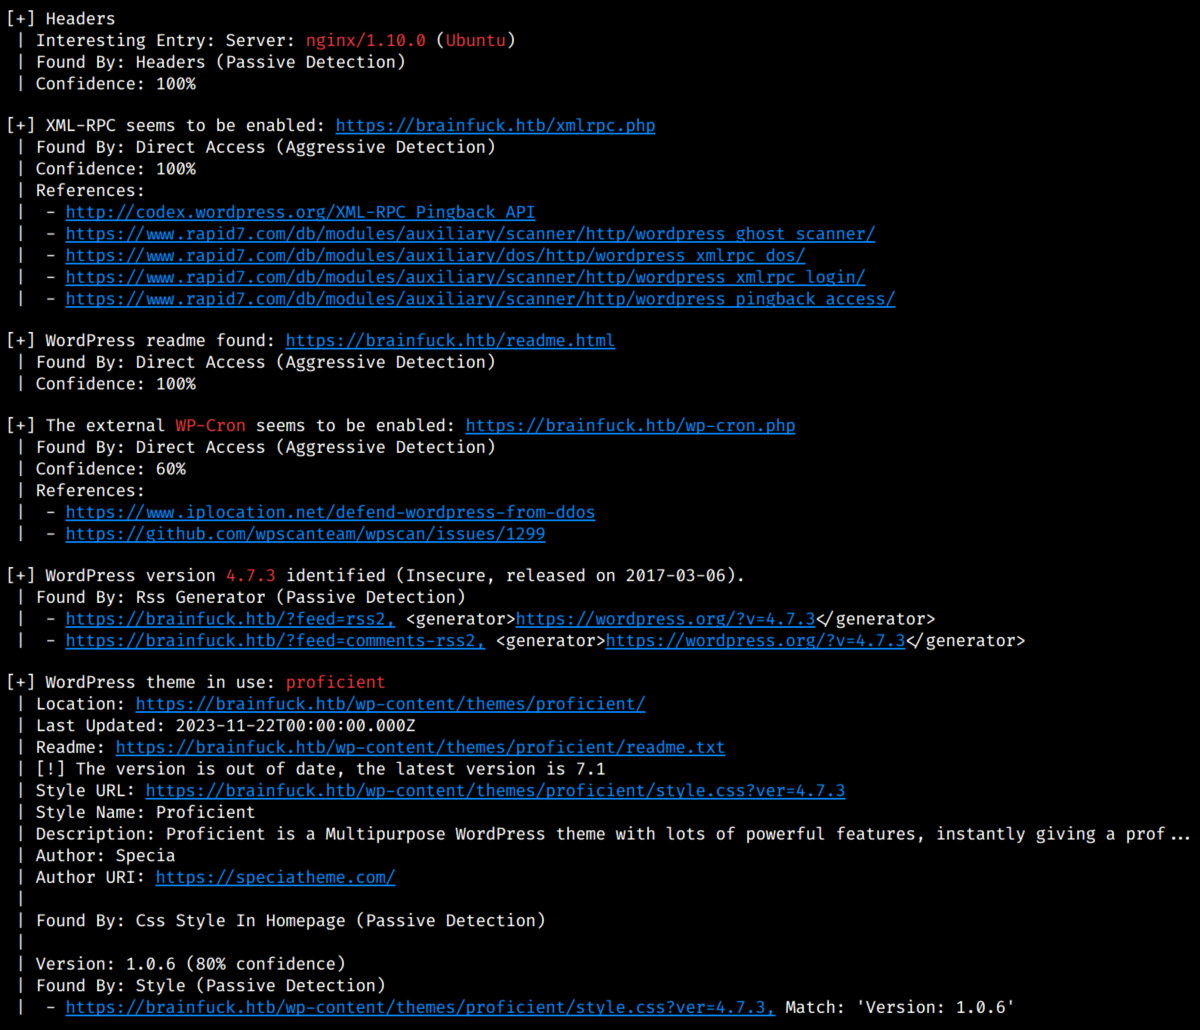 [+] Headers
| Interesting Entry: Server: nginx/1.10.0 (Ubuntu)
| Found By: Headers (Passive Detection)
| Confidence: 100%
[+] XML-RPC seems to be enabled: https://brainfuck.htb/xmlrpc.php
| Found By: Direct Access (Aggressive Detection)
| Confidence: 100%
| References:
| - http://codex.wordpress.org/XML-RPC_Pingback_API
| - https://www.rapid7.com/db/modules/auxiliary/scanner/http/wordpress_ghost_scanner/
| - https://www.rapid7.com/db/modules/auxiliary/dos/http/wordpress_xmlrpc_dos/
| - https://www.rapid7.com/db/modules/auxiliary/scanner/http/wordpress_xmlrpc_login/
| - https://www.rapid7.com/db/modules/auxiliary/scanner/http/wordpress_pingback_access/
[+] WordPress readme found: https://brainfuck.htb/readme.html
| Found By: Direct Access (Aggressive Detection)
| Confidence: 100%
[+] The external WP-Cron seems to be enabled: https://brainfuck.htb/wp-cron.php
| Found By: Direct Access (Aggressive Detection)
| Confidence: 60%
| References:
| - https://www.iplocation.net/defend-wordpress-from-ddos
| - https://github.com/wpscanteam/wpscan/issues/1299
[+] WordPress version 4.7.3 identified (Insecure, released on 2017-03-06).
| Found By: Rss Generator (Passive Detection)
| - https://brainfuck.htb/?feed=rss2, <generator>https://wordpress.org/?v=4.7.3</generator>
| - https://brainfuck.htb/?feed=comments-rss2, <generator>https://wordpress.org/?v=4.7.3</generator>
[+] WordPress theme in use: proficient
| Location: https://brainfuck.htb/wp-content/themes/proficient/
| Last Updated: 2023-11-22T00:00:00.000Z
| Readme: https://brainfuck.htb/wp-content/themes/proficient/readme.txt
| [!] The version is out of date, the latest version is 7.1
| Style URL: https://brainfuck.htb/wp-content/themes/proficient/style.css?ver=4.7.3
| Style Name: Proficient
| Description: Proficient is a Multipurpose WordPress theme with lots of powerful features, instantly giving a prof...
| Author: Specia
| Author URI: https://speciatheme.com/
|
| Found By: Css Style In Homepage (Passive Detection)
|
| Version: 1.0.6 (80% confidence)
| Found By: Style (Passive Detection)
| - https://brainfuck.htb/wp-content/themes/proficient/style.css?ver=4.7.3, Match: 'Version: 1.0.6'